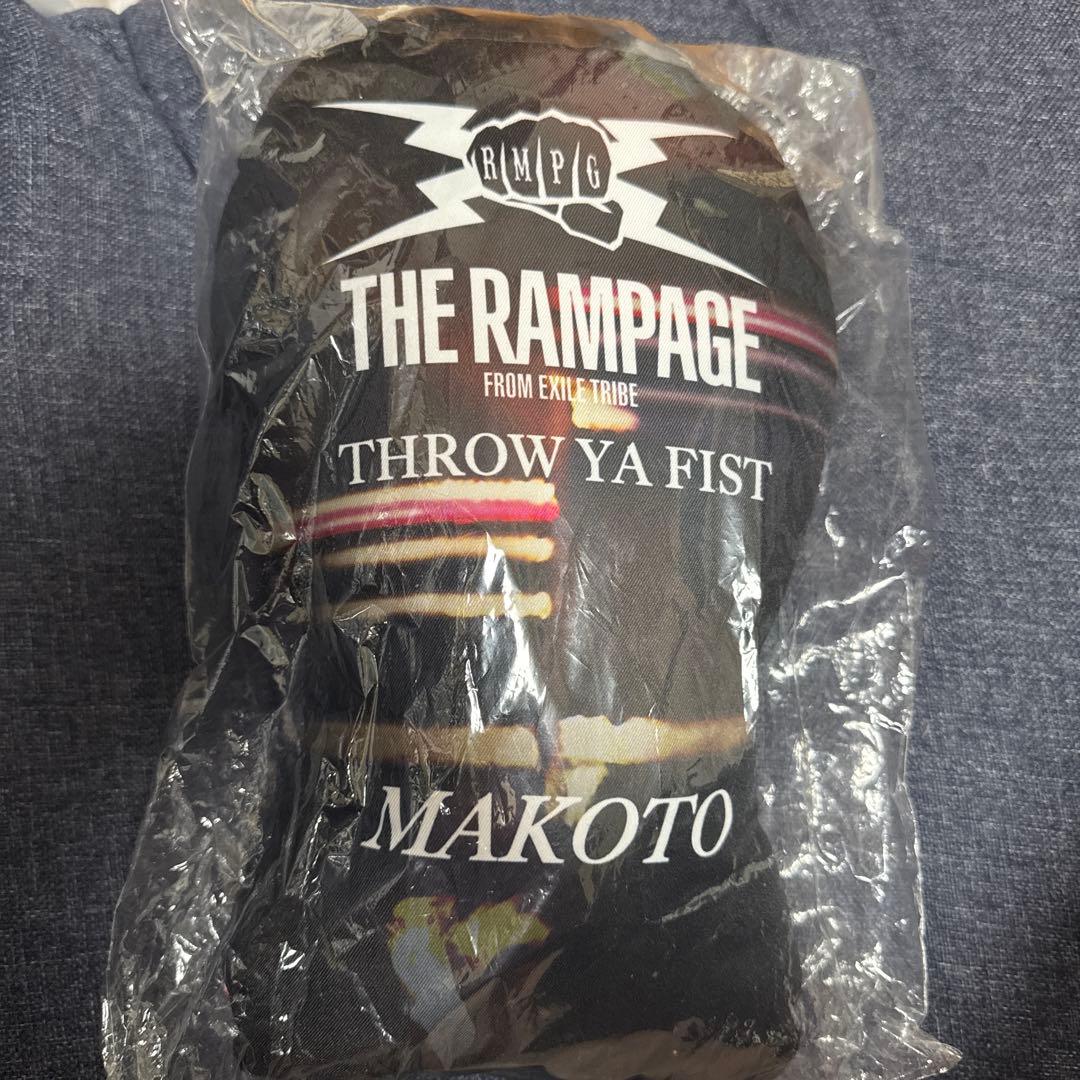 RMPG
THE RAMPAGE
FROM EXILE TRIBE
THROW YA FIST
MAKOTO